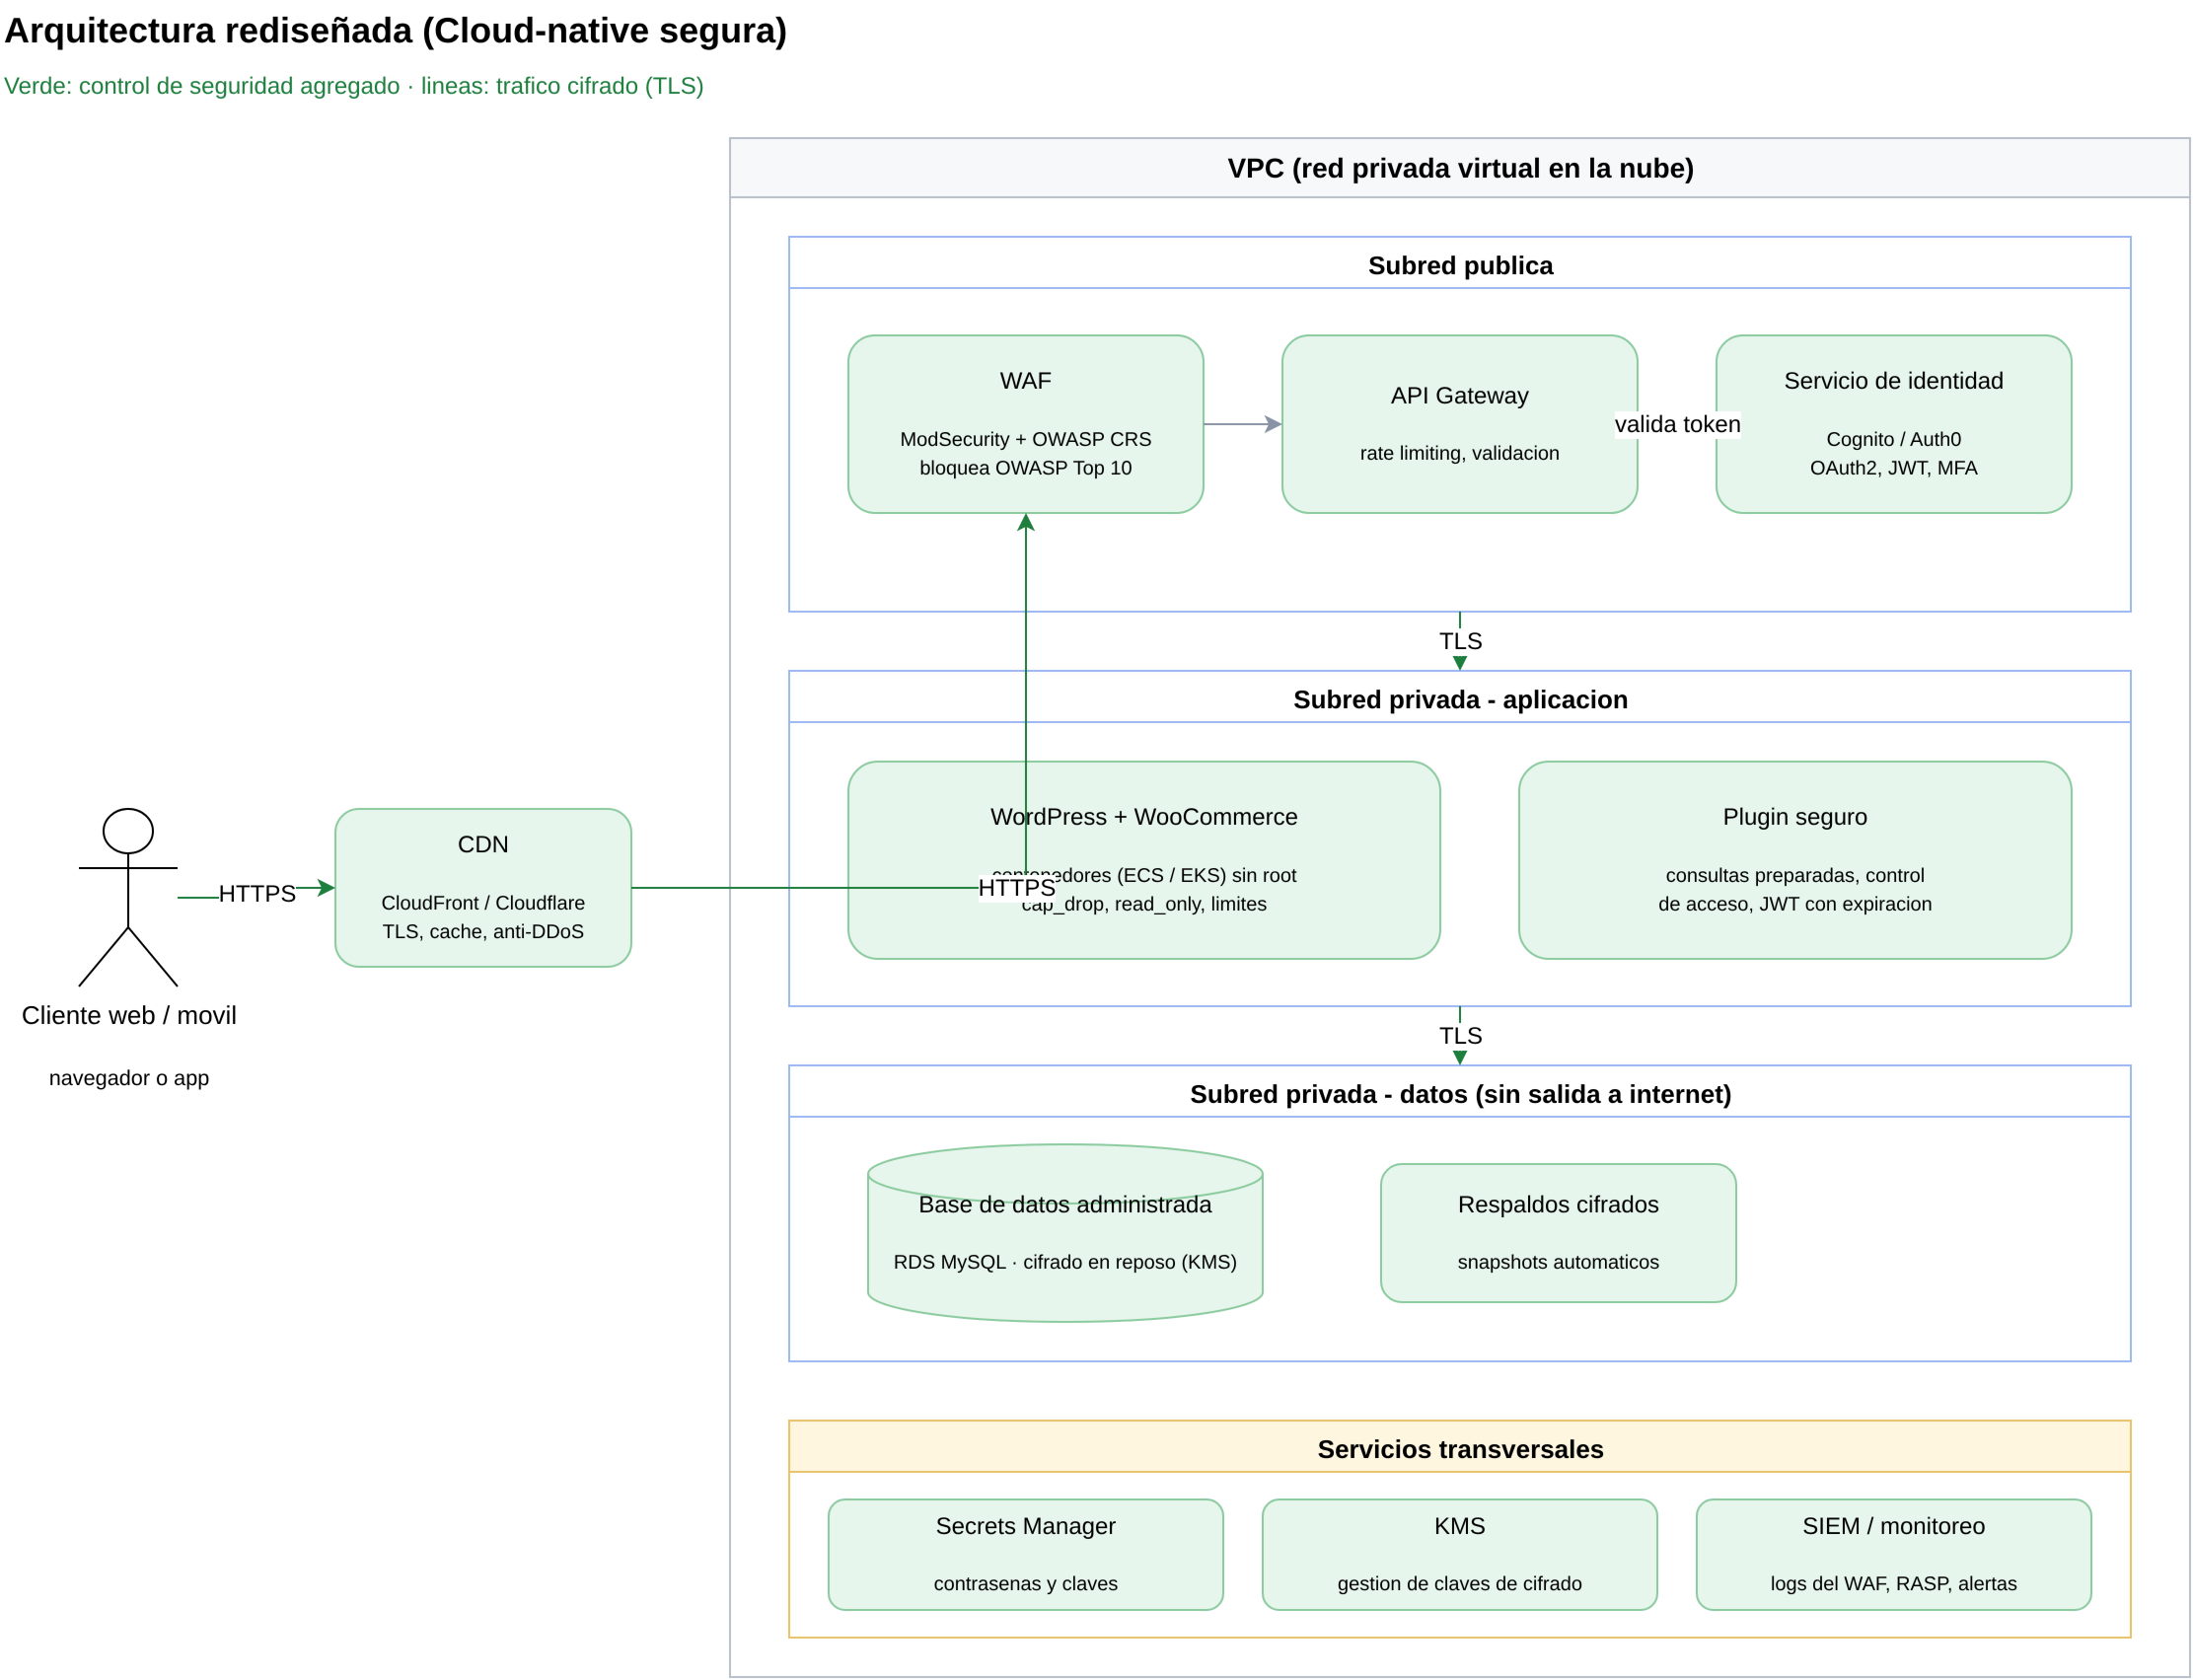 Arquitectura rediseñada (Cloud-native segura)
Verde: control de seguridad agregado · lineas: trafico cifrado (TLS)
VPC (red privada virtual en la nube)
Subred publica
WAF
ModSecurity + OWASP CRS
bloquea OWASP Top 10
API Gateway
rate limiting, validacion
valida token
Servicio de identidad
Cognito / Auth0
OAuth2, JWT, MFA
TLS
Subred privada - aplicacion
WordPress + WooCommerce
contenedores (ECS / EKS) sin root
cap_drop, read_only, limites
Plugin seguro
consultas preparadas, control
de acceso, JWT con expiracion
HTTPS
CDN
CloudFront / Cloudflare
TLS, cache, anti-DDoS
HTTPS
Cliente web / movil
navegador o app
TLS
Subred privada - datos (sin salida a internet)
Base de datos administrada
RDS MySQL · cifrado en reposo (KMS)
Respaldos cifrados
snapshots automaticos
Servicios transversales
Secrets Manager
contrasenas y claves
KMS
gestion de claves de cifrado
SIEM / monitoreo
logs del WAF, RASP, alertas